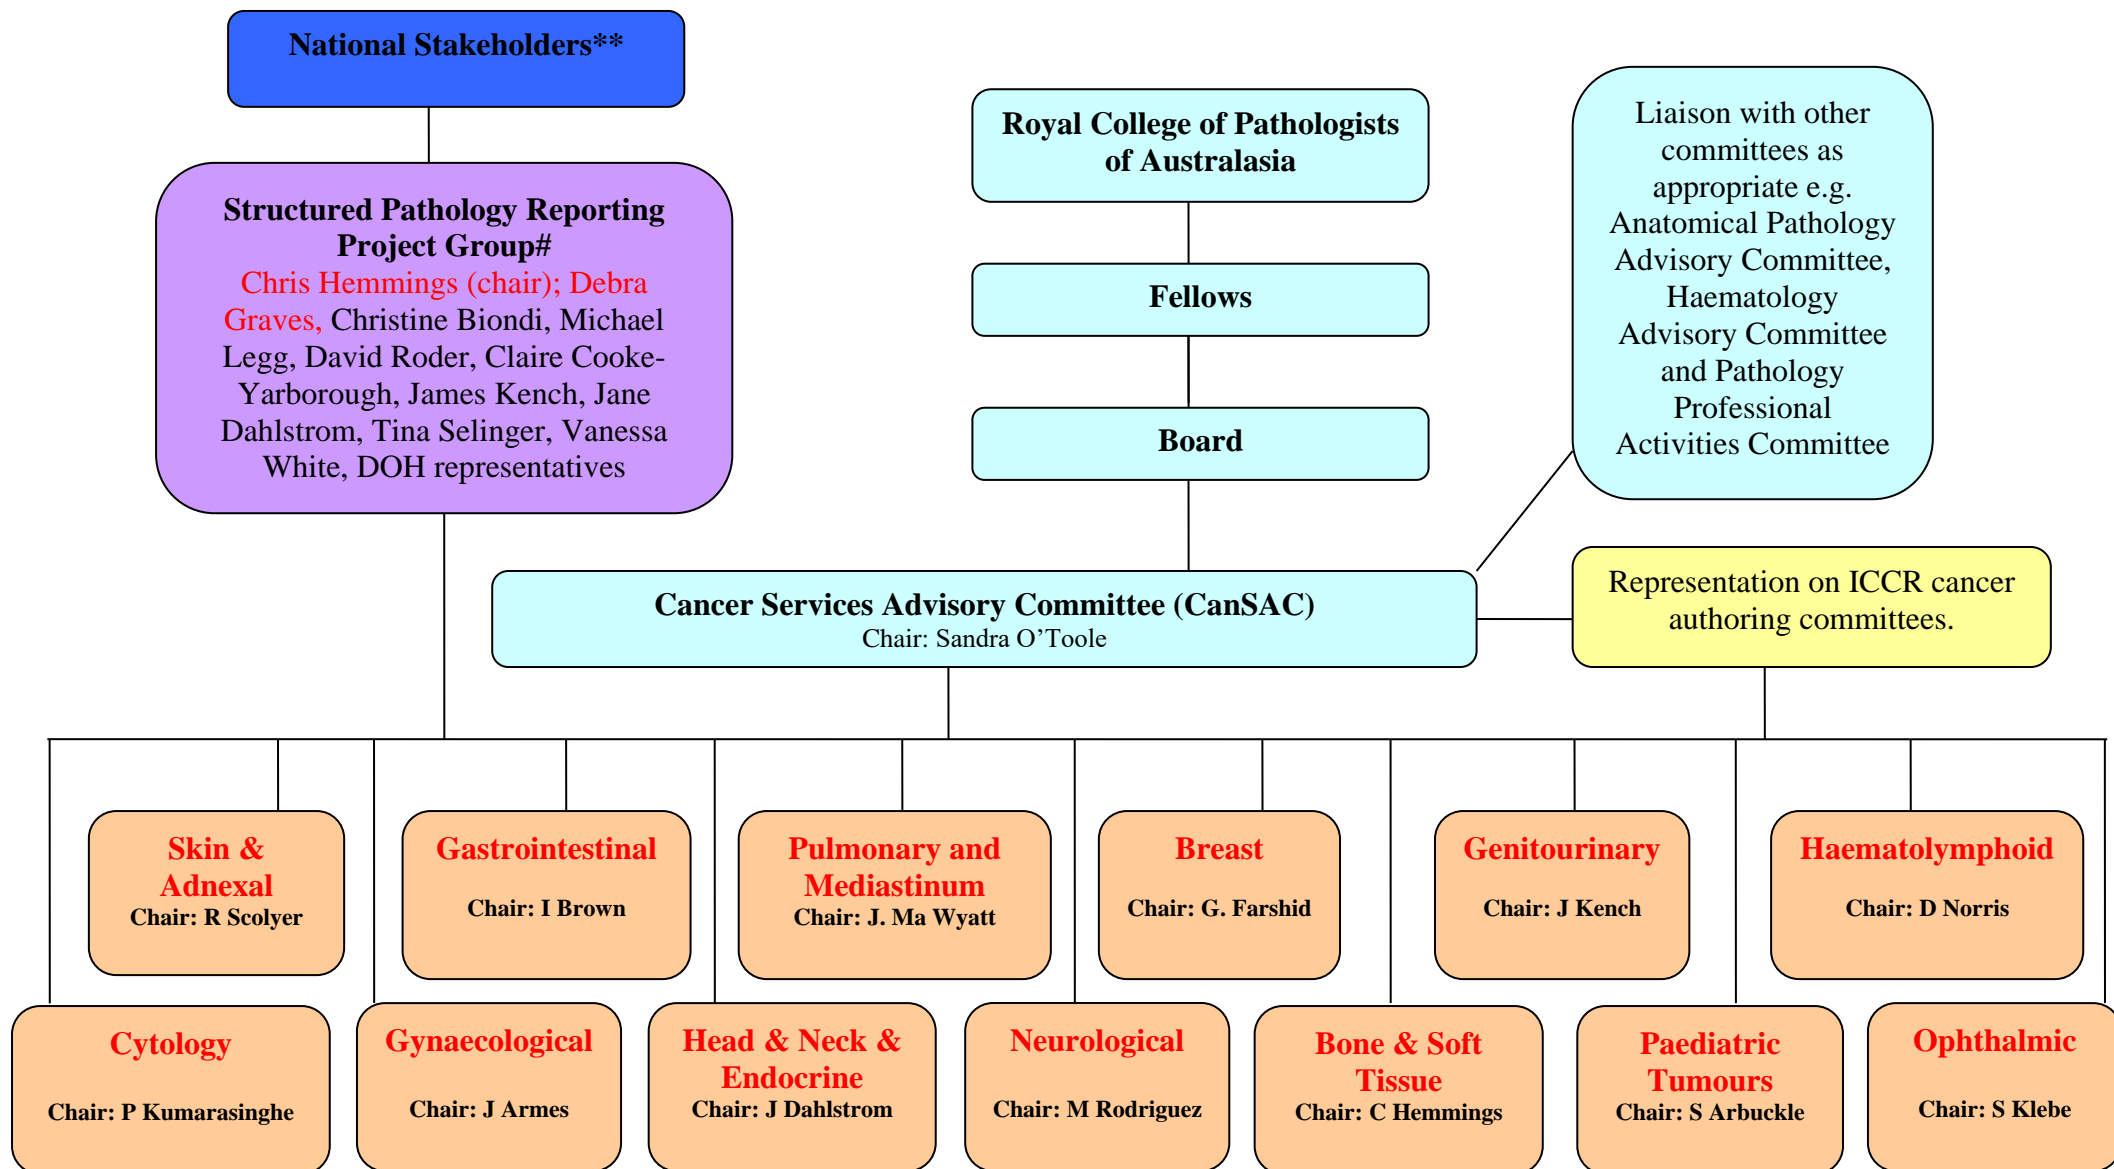 National Stakeholders**
Structured Pathology Reporting
Project Group#
Chris Hemmings (chair); Debra
Graves, Christine Biondi, Michael
Legg, David Roder, Claire Cooke-
Yarborough, James Kench, Jane
Dahlstrom, Tina Selinger, Vanessa
White, DOH representatives
Royal College of Pathologists
of Australasia
Fellows
Board
Liaison with other
committees as
appropriate e.g.
Anatomical Pathology
Advisory Committee,
Haematology
Advisory Committee
and Pathology
Professional
Activities Committee
Cancer Services Advisory Committee (CanSAC)
Chair: Sandra O’Toole
Representation on ICCR cancer
authoring committees.
Skin &
Adnexal
Chair: R Scolyer
Gastrointestinal
Chair: I Brown
Pulmonary and
Mediastinum
Chair: J. Ma Wyatt
Breast
Chair: G. Farshid
Genitourinary
Chair: J Kench
Haematolymphoid
Chair: D Norris
Cytology
Chair: P Kumarasinghe
Gynaecological
Chair: J Armes
Head & Neck &
Endocrine
Chair: J Dahlstrom
Neurological
Chair: M Rodriguez
Bone & Soft
Tissue
Chair: C Hemmings
Paediatric
Tumours
Chair: S Arbuckle
Ophthalmic
Chair: S Klebe